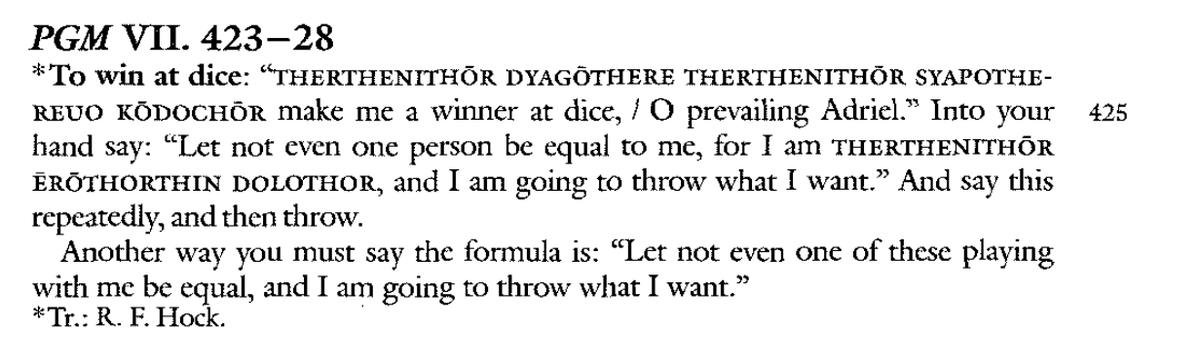 PGM VII. 423–28
*To win at dice: “THERTHENITHŌR DYAGŌTHERE THERTHENITHŌR SYAPOTHE-
REUO KŌDOCHŌR make me a winner at dice, / O prevailing Adriel.” Into your 425
hand say: “Let not even one person be equal to me, for I am THERTHENITHŌR
ĒRŌTHORTHIN DOLOTHOR, and I am going to throw what I want.” And say this
repeatedly, and then throw.
Another way you must say the formula is: “Let not even one of these playing
with me be equal, and I am going to throw what I want.”
*Tr.: R. F. Hock.